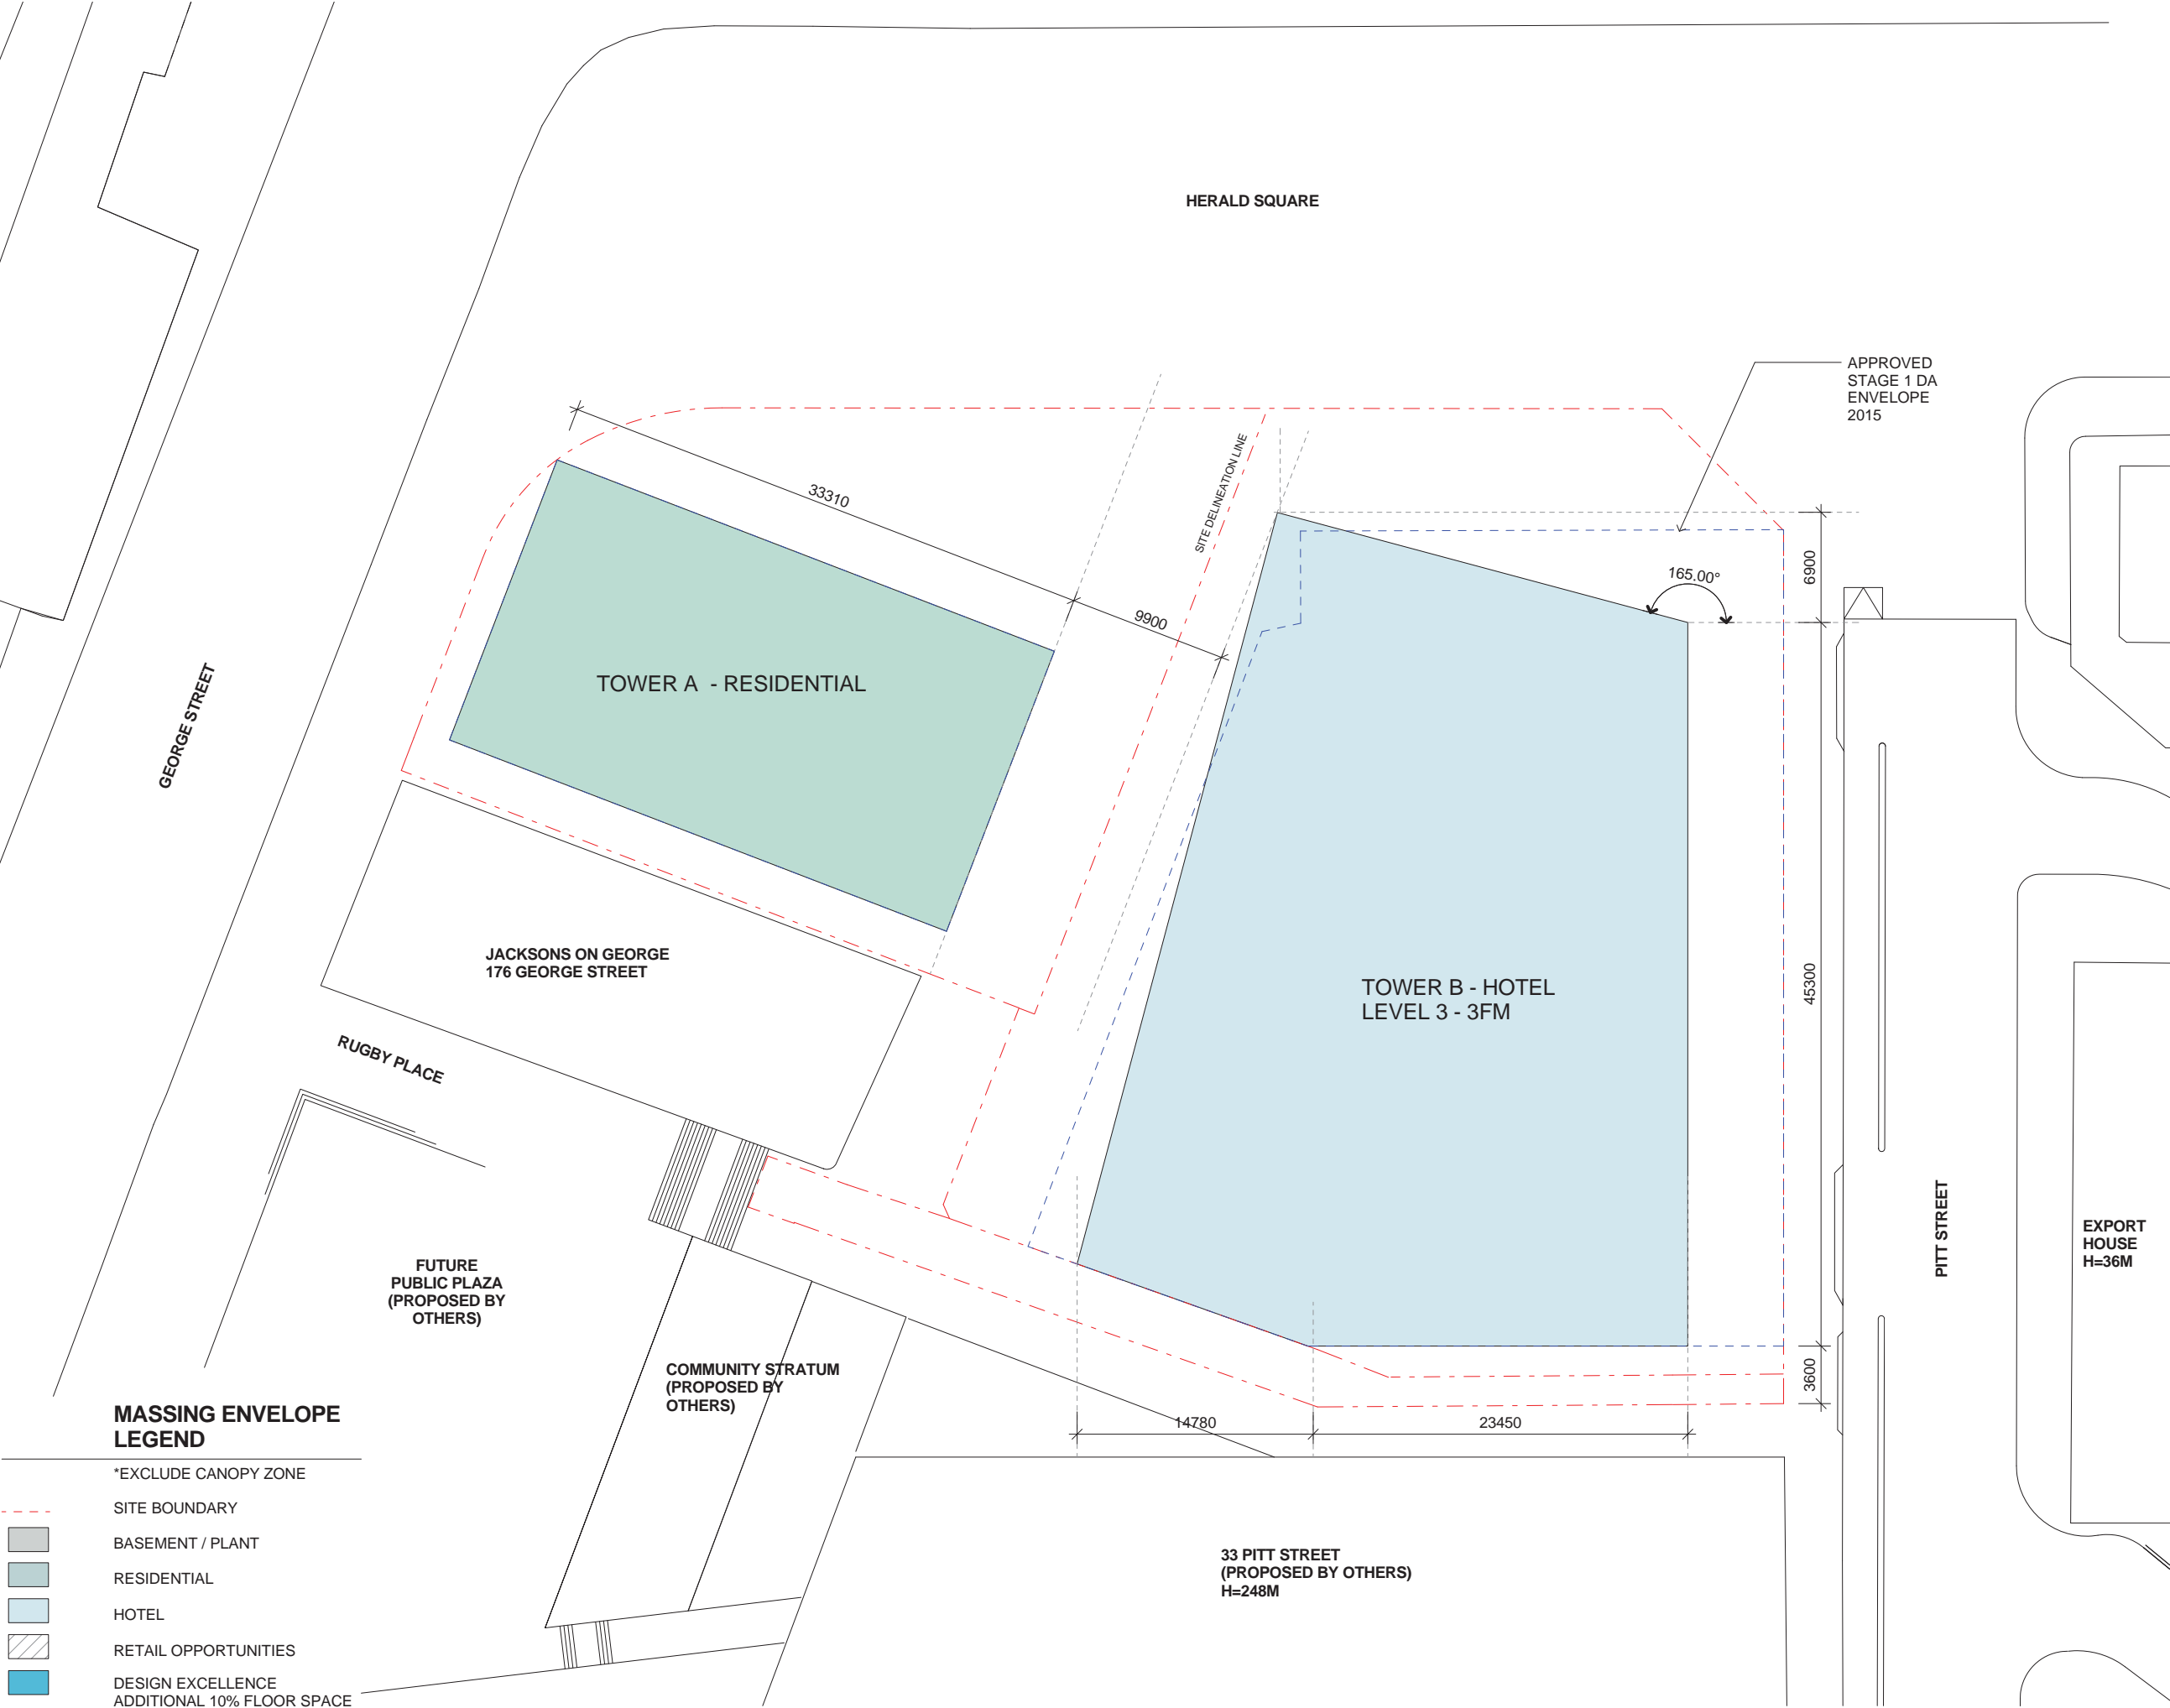 HERALD SQUARE
APPROVED
STAGE 1 DA
ENVELOPE
2015
SITE DELINEATION LINE
33310
9900
6900
165.00°
TOWER A - RESIDENTIAL
GEORGE STREET
45300
JACKSONS ON GEORGE
176 GEORGE STREET
TOWER B - HOTEL
LEVEL 3 - 3FM
RUGBY PLACE
PITT STREET
EXPORT
HOUSE
H=36M
FUTURE
PUBLIC PLAZA
(PROPOSED BY
OTHERS)
COMMUNITY STRATUM
(PROPOSED BY
OTHERS)
3600
14780
23450
33 PITT STREET
(PROPOSED BY OTHERS)
H=248M
MASSING ENVELOPE
LEGEND
*EXCLUDE CANOPY ZONE
SITE BOUNDARY
BASEMENT / PLANT
RESIDENTIAL
HOTEL
RETAIL OPPORTUNITIES
DESIGN EXCELLENCE
ADDITIONAL 10% FLOOR SPACE